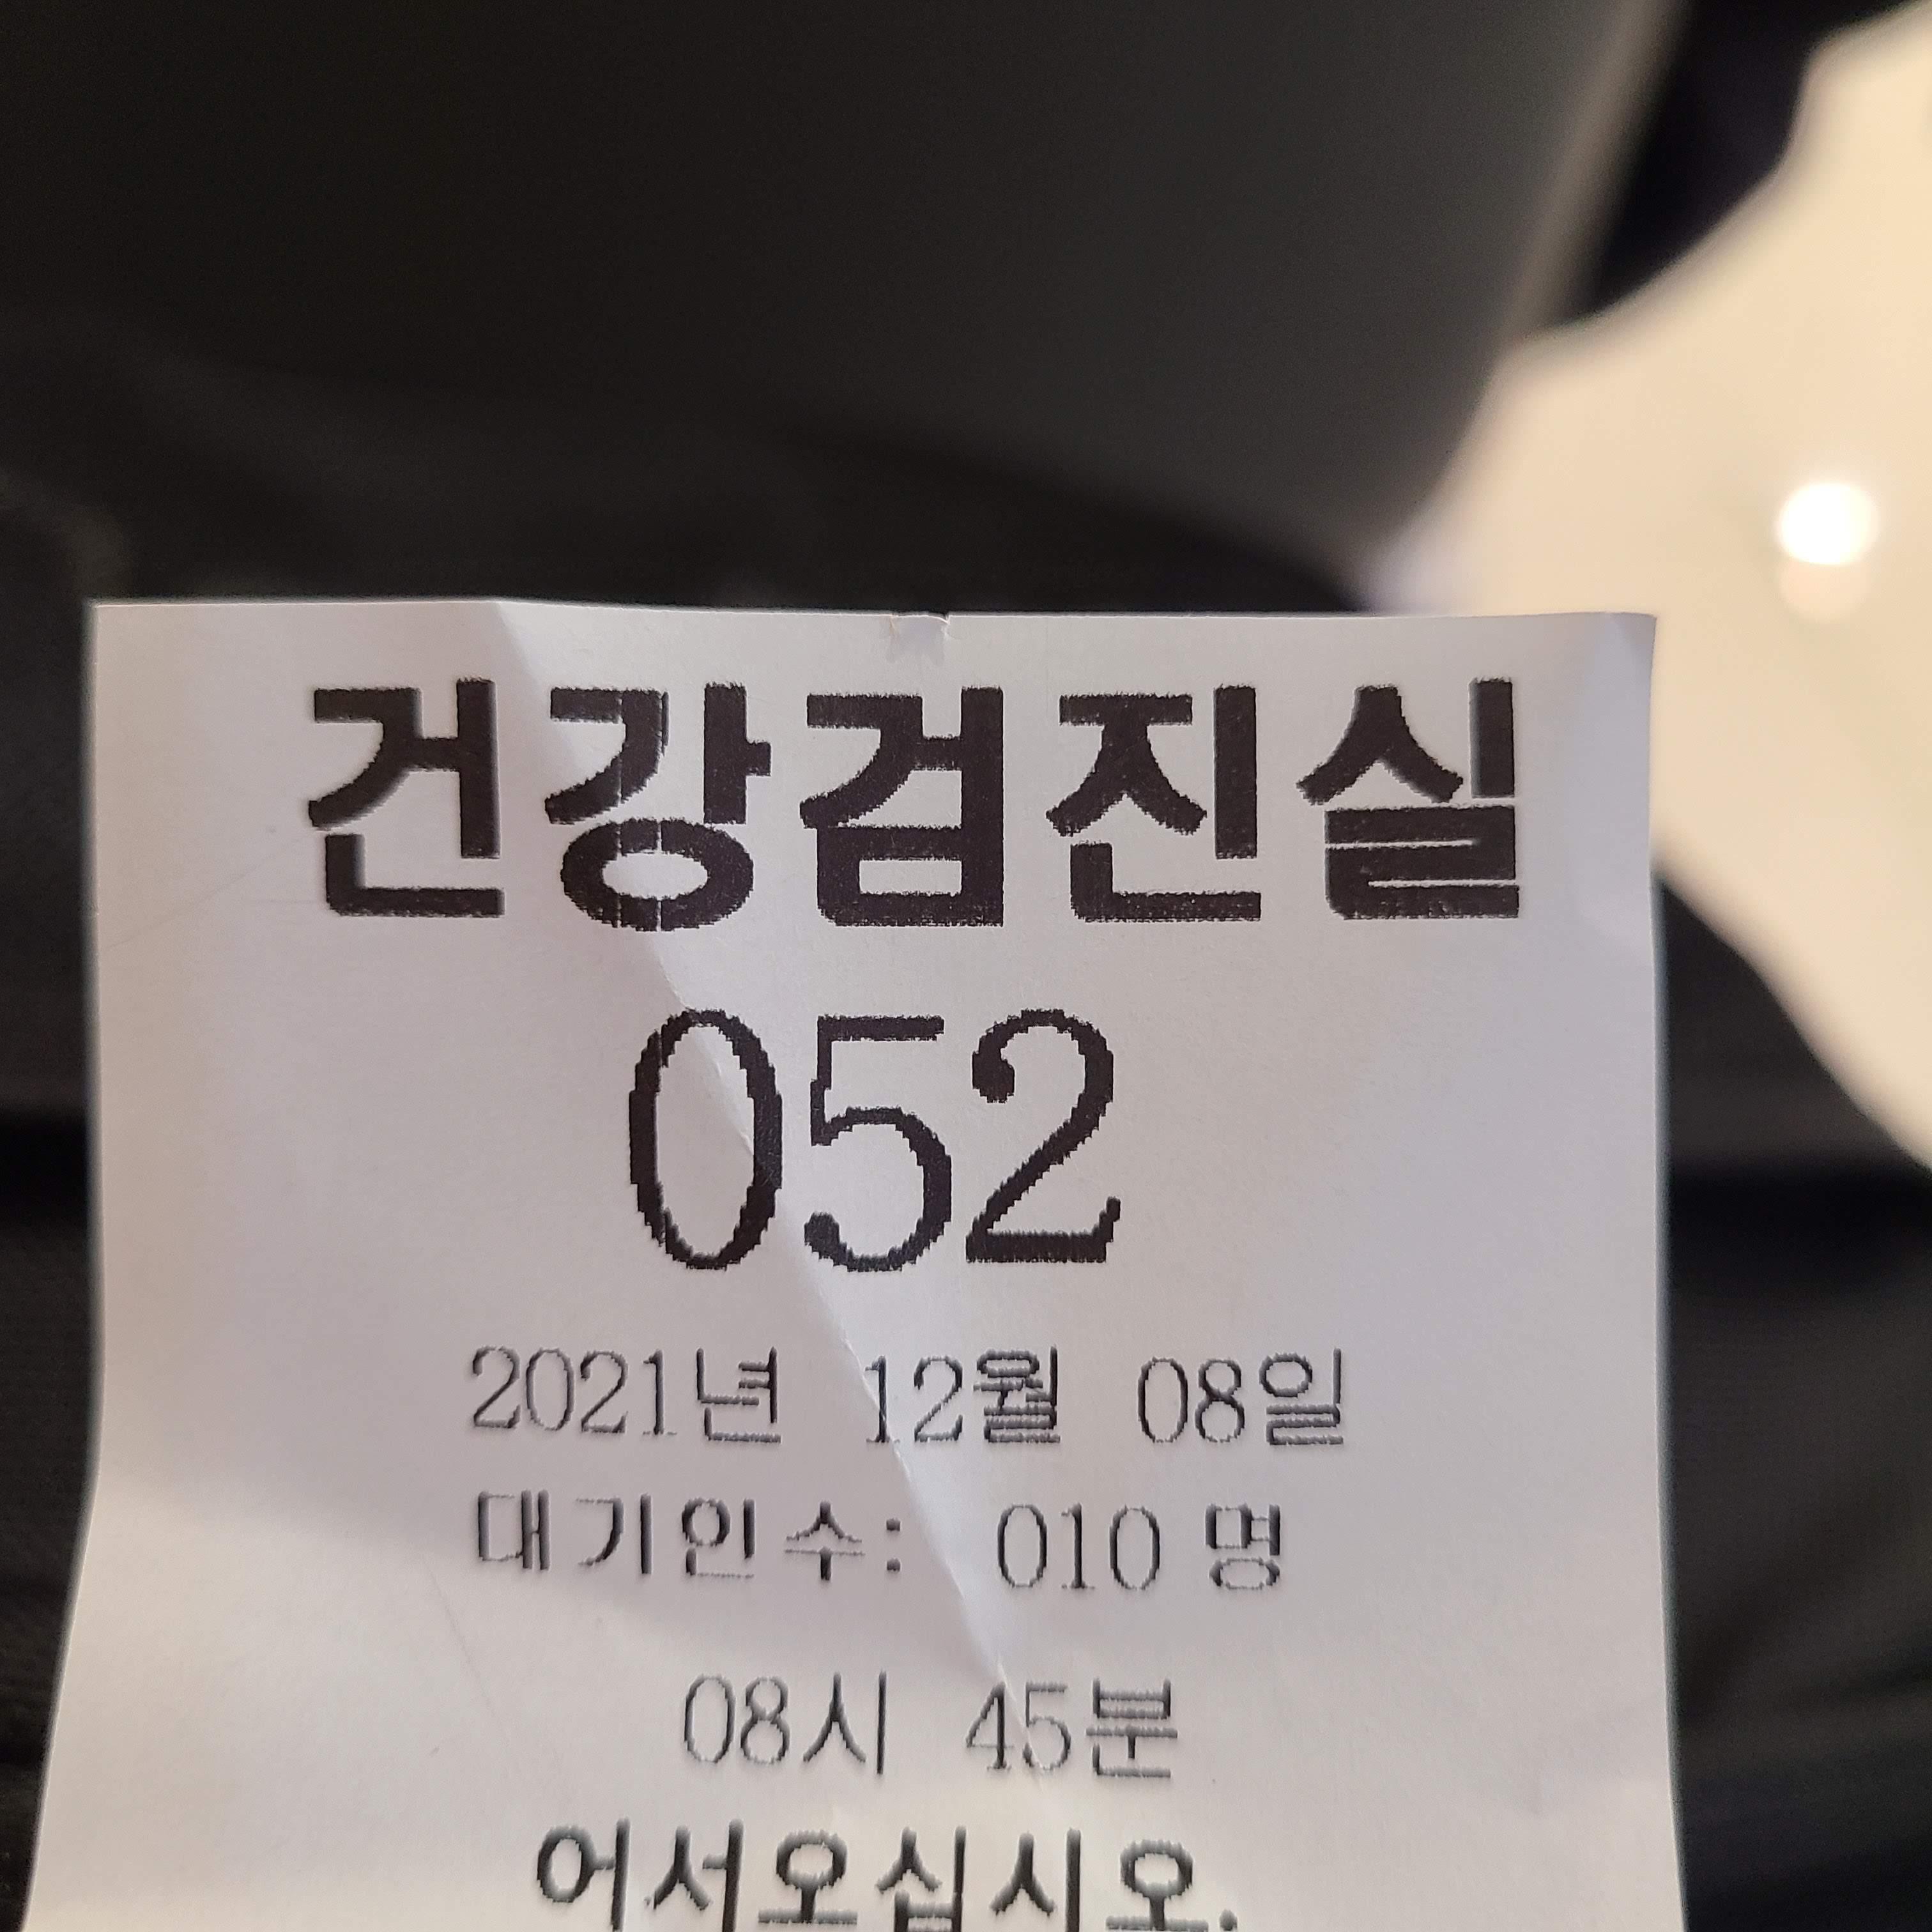 건강검진실
052
2021년 12월 08일
대기인수: 010 명
08시 45분
어서오십시오.